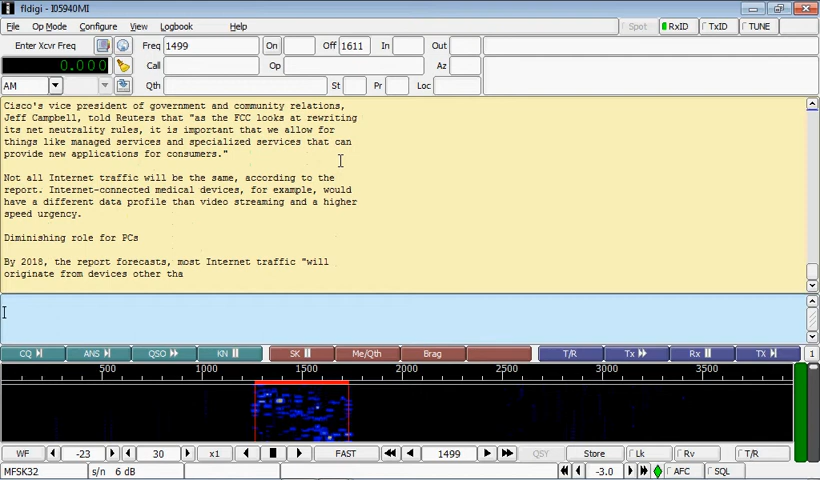 fldigi - I05940MI
File Op Mode Configure View Logbook Help Spot RxID TxID TUNE
Enter Xcvr Freq Freq 1499 On Off 1611 In Out
0.000 Call Op Az
AM Qth St Pr Loc
Cisco's vice president of government and community relations,
Jeff Campbell, told Reuters that "as the FCC looks at rewriting
its net neutrality rules, it is important that we allow for
things like managed services and specialized services that can
provide new applications for consumers."
Not all Internet traffic will be the same, according to the
report. Internet-connected medical devices, for example, would
have a different data profile than video streaming and a higher
speed urgency.
Diminishing role for PCs
By 2018, the report forecasts, most Internet traffic "will
originate from devices other tha
CQ ANS QSO KN SK Me/Qth Brag T/R Tx Rx TX 1
500 1000 1500 2000 2500 3000 3500
WF -23 30 x1 FAST 1499 QSY Store Lk Rv T/R
MFSK32 s/n 6 dB -3.0 AFC SQL